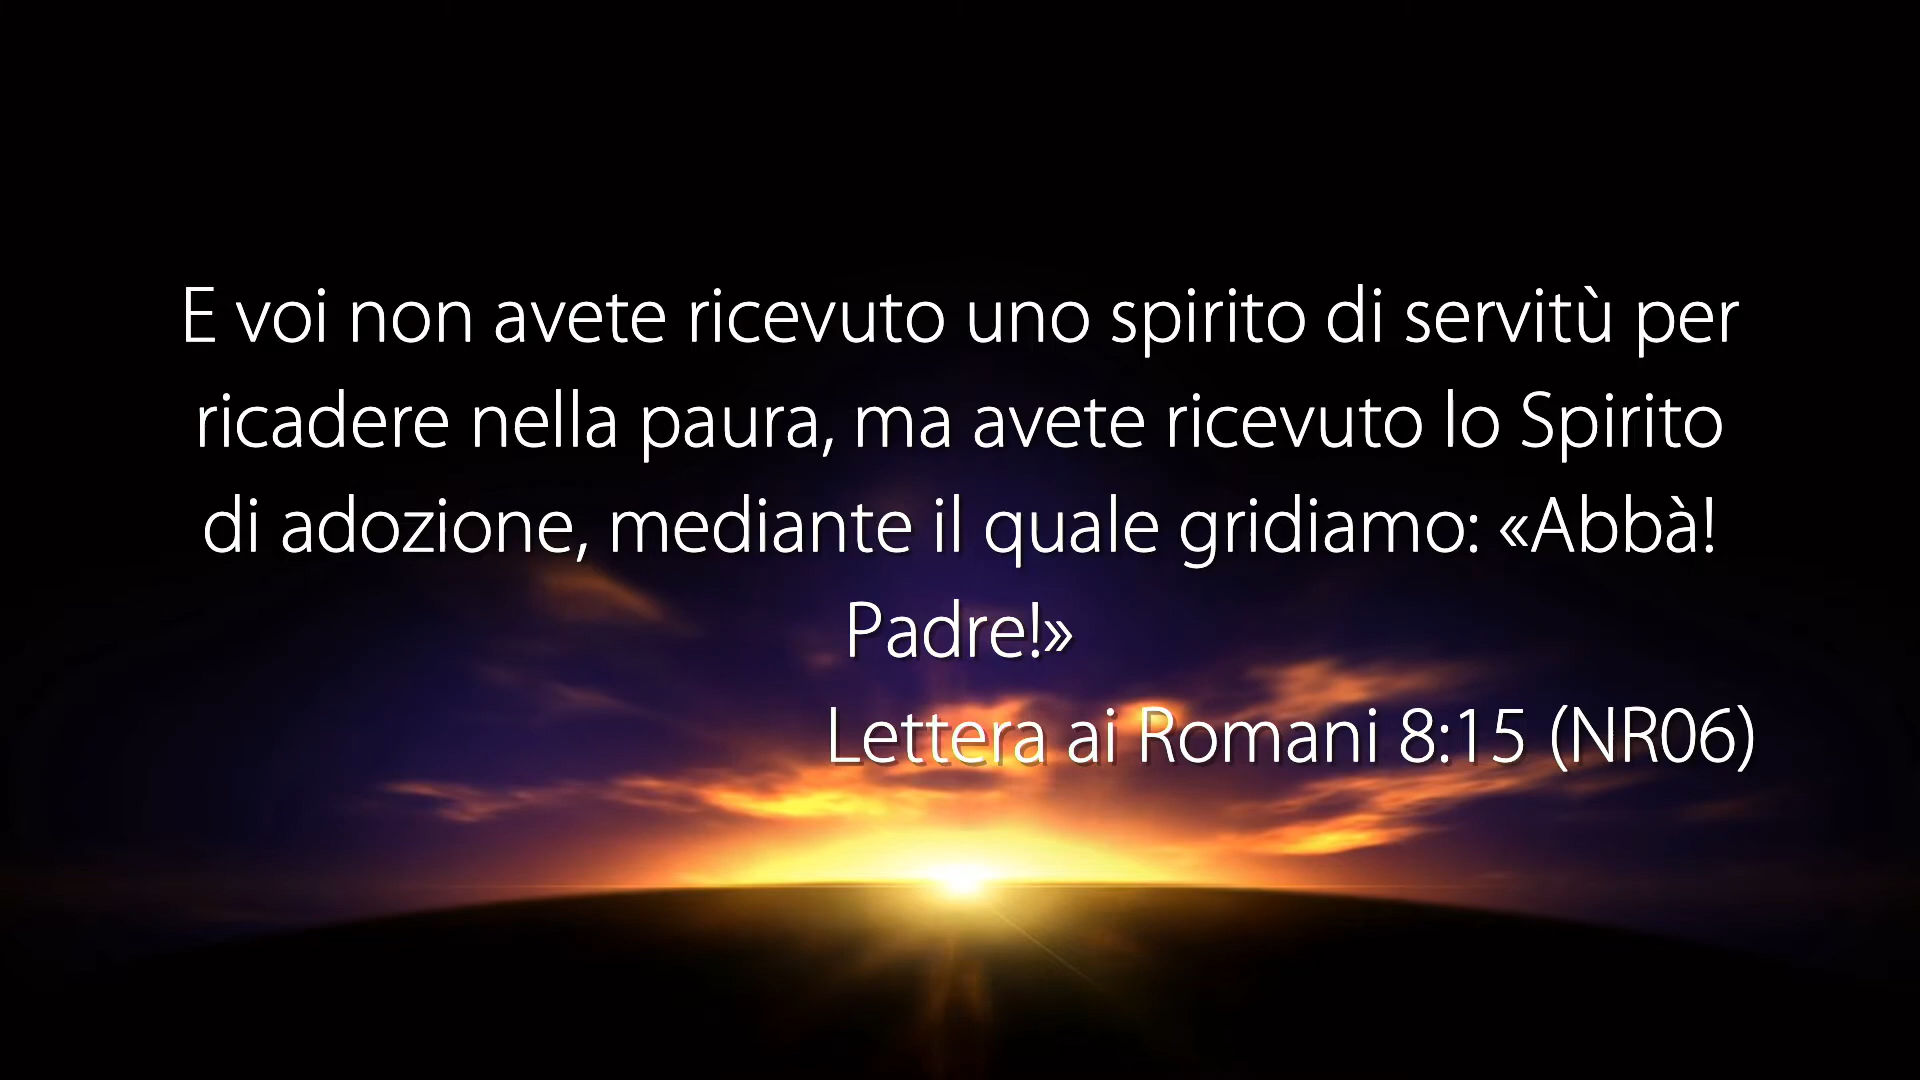 E voi non avete ricevuto uno spirito di servitù per
ricadere nella paura, ma avete ricevuto lo Spirito
di adozione, mediante il quale gridiamo: «Abbà!
Padre!»
Lettera ai Romani 8:15 (NR06)